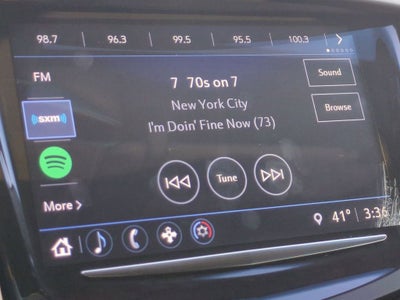 98.7 96.3 99.5 95.5 100.3
FM
7 70s on 7
Sound
New York City
Browse
sxm
I'm Doin' Fine Now (73)
Tune
More >
41° 3:36